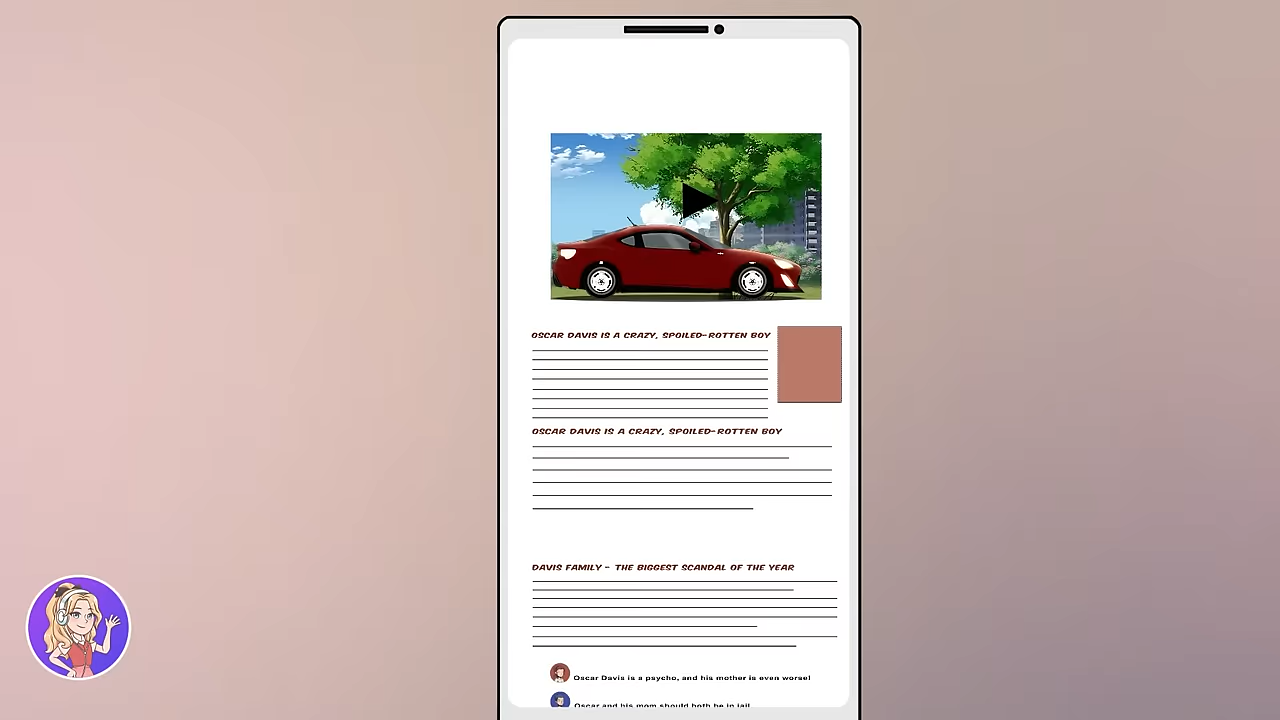 OSCAR DAVIS IS A CRAZY, SPOILED-ROTTEN BOY
OSCAR DAVIS IS A CRAZY, SPOILED-ROTTEN BOY
DAVIS FAMILY - THE BIGGEST SCANDAL OF THE YEAR
Oscar Davis is a psycho, and his mother is even worse!
Oscar and his mom should both be in jail